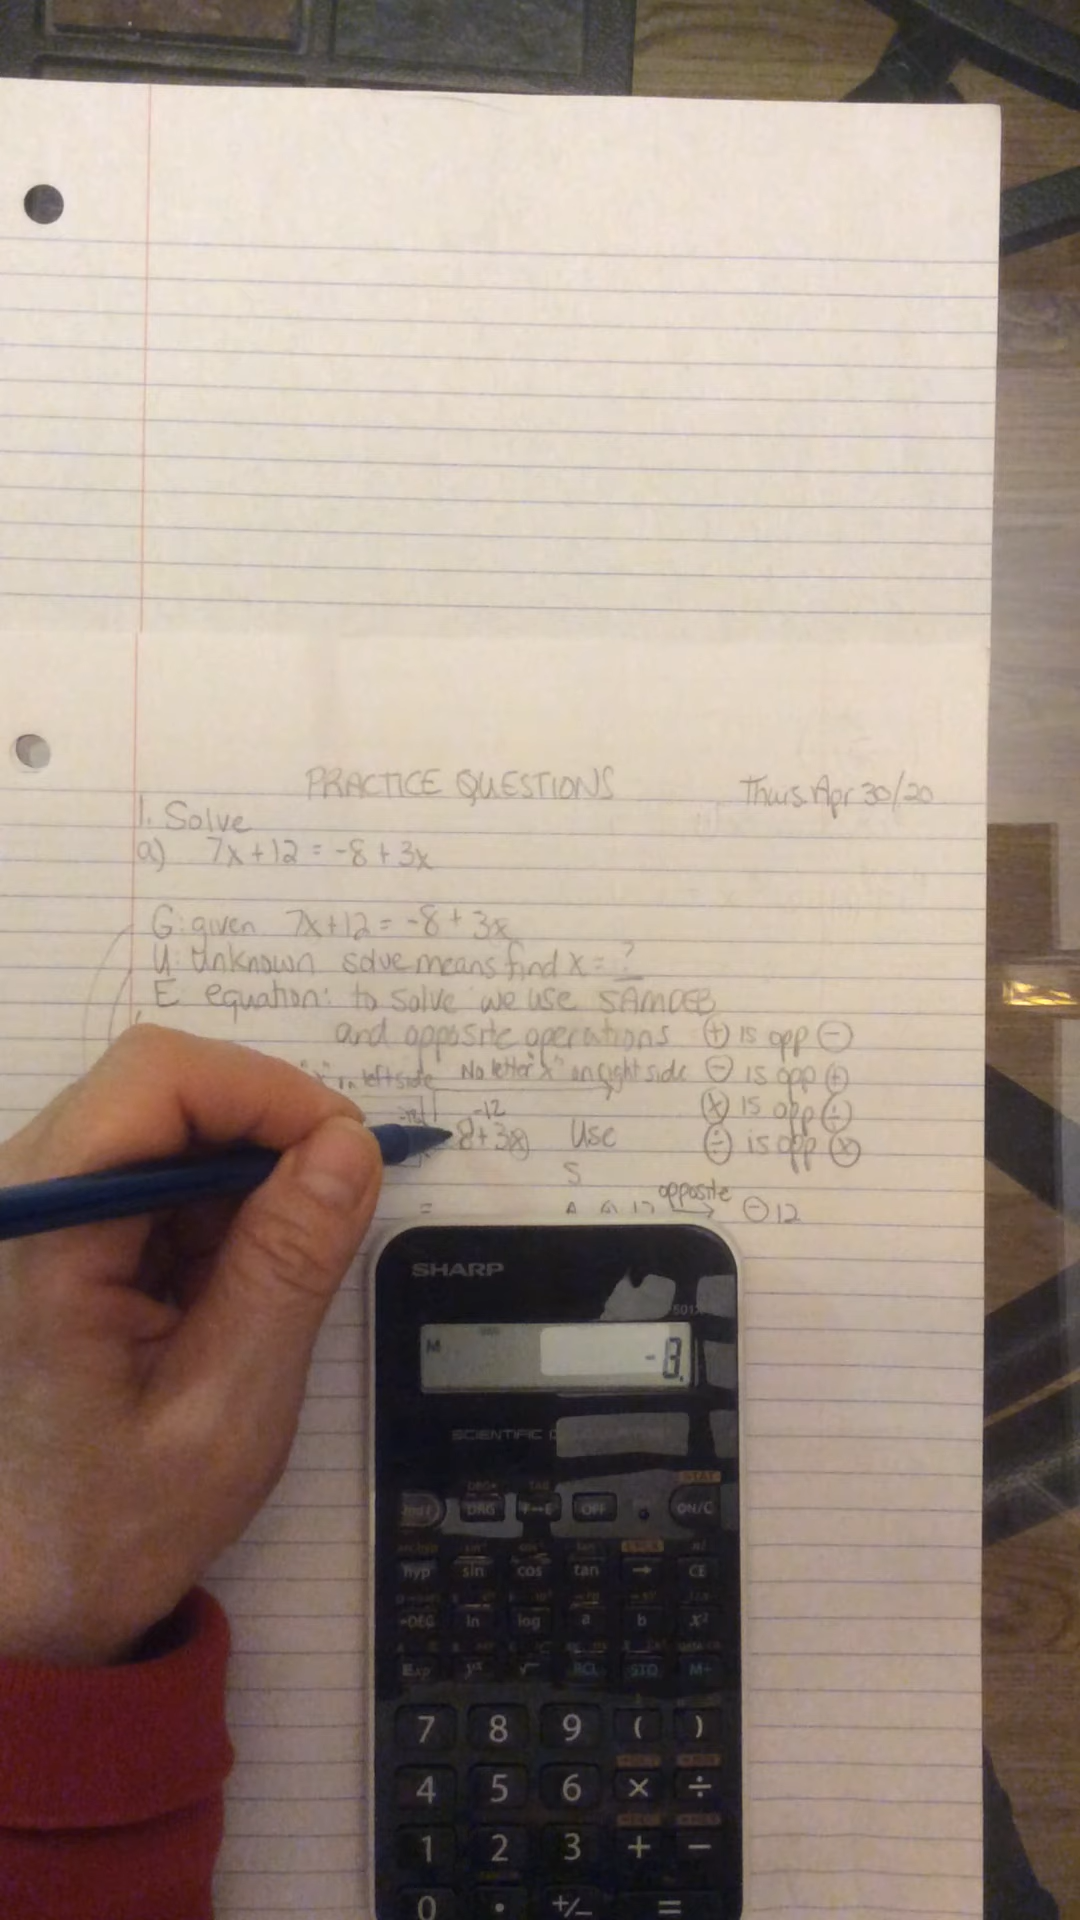 PRACTICE QUESTIONS Thurs Apr 30/20
1. Solve
a) 7x+12 = -8 + 3x
G: given 7x+12 = -8 + 3x
U: unknown solve means find x = ?
E equation: to solve we use SAMDEB
and opposite operations + is opp -
"x" in left side No letter "x" on right side - is opp +
-12 x is opp ÷
8+3x Use ÷ is opp x
S
= opposite -12
SHARP
M -8.
SCIENTIFIC
DRG F↔E OFF ON/C
hyp sin cos tan → CE
→DEG ln log a b x²
Exp yˣ √ RCL STO M+
7 8 9 ( )
4 5 6 × ÷
1 2 3 + −
0 . +/− =